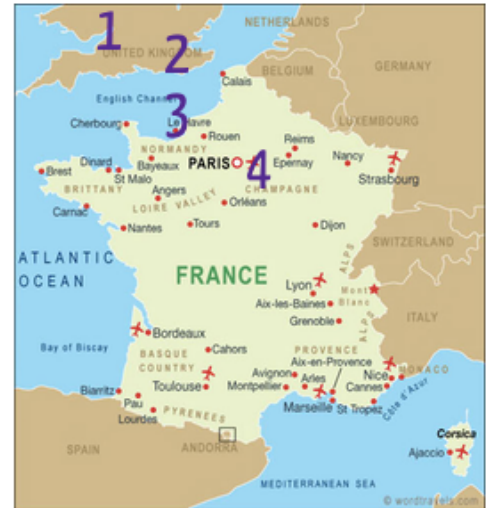 1
NETHERLANDS
2
UNITED KINGDOM
GERMANY
BELGIUM
Calais
English Channel
3
Le Havre
Cherbourg
LUXEMBOURG
Rouen
Reims
NORMANDY
Nancy
PARIS
4
Epernay
Dinard
Bayeaux
Brest
St Malo
Strasbourg
BRITTANY
Angers
CHAMPAGNE
LOIRE VALLEY
Orléans
Carnac
Nantes
Tours
Dijon
SWITZERLAND
ATLANTIC
OCEAN
ALPS
FRANCE
Lyon
Mont
Blanc
Aix-les-Baines
Grenoble
ITALY
ALPS
Bordeaux
Bay of Biscay
Cahors
PROVENCE
BASQUE
COUNTRY
Aix-en-Provence
Avignon
Arles
Nice
MONACO
Biarritz
Toulouse
Montpellier
Cannes
Côte d'Azur
Pau
Marseille
St Tropez
Lourdes
PYRENEES
Corsica
SPAIN
ANDORRA
Ajaccio
MEDITERRANEAN SEA
© wordtravels.com